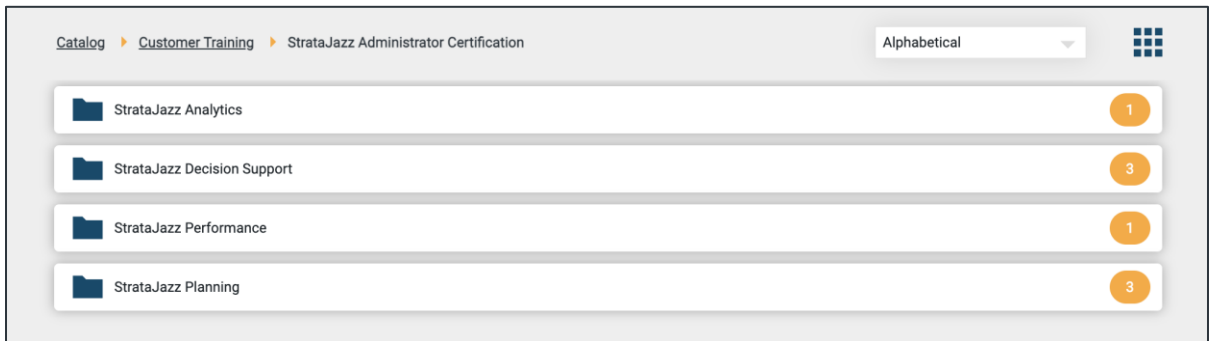 Catalog Customer Training StrataJazz Administrator Certification Alphabetical
StrataJazz Analytics 1
StrataJazz Decision Support 3
StrataJazz Performance 1
StrataJazz Planning 3